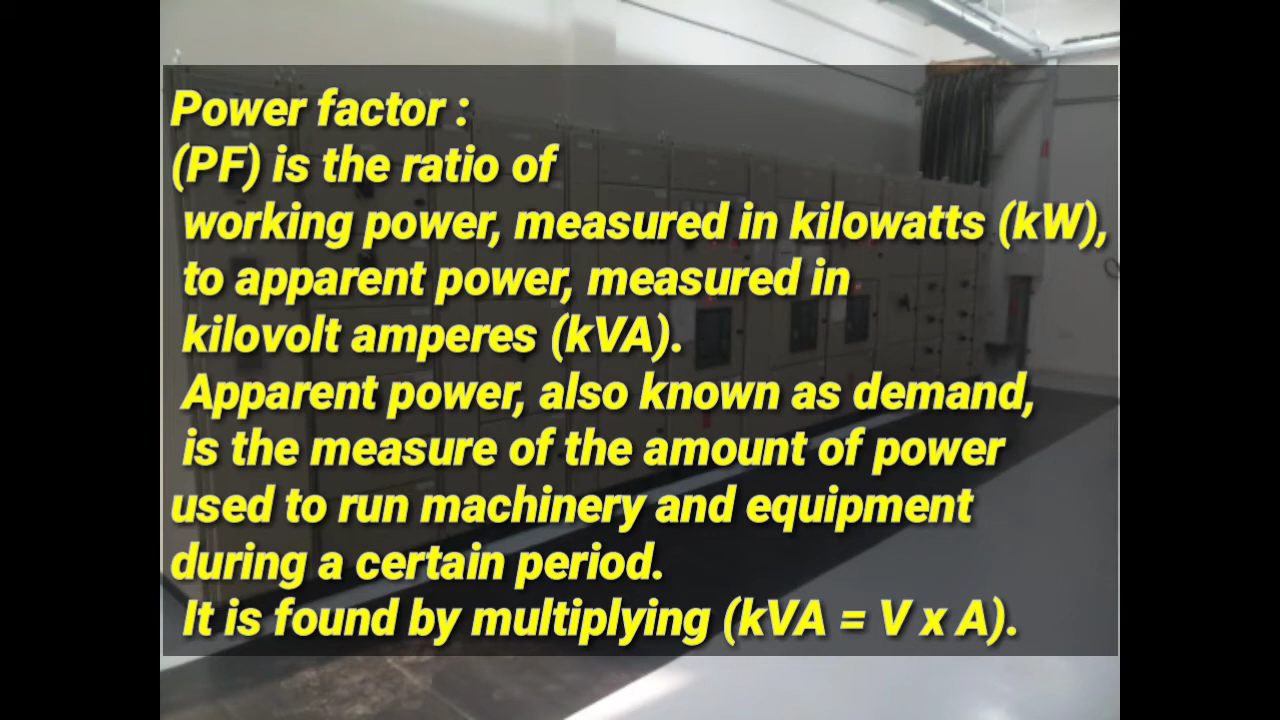 Power factor :
(PF) is the ratio of
working power, measured in kilowatts (kW),
to apparent power, measured in
kilovolt amperes (kVA).
Apparent power, also known as demand,
is the measure of the amount of power
used to run machinery and equipment
during a certain period.
It is found by multiplying (kVA = V x A).